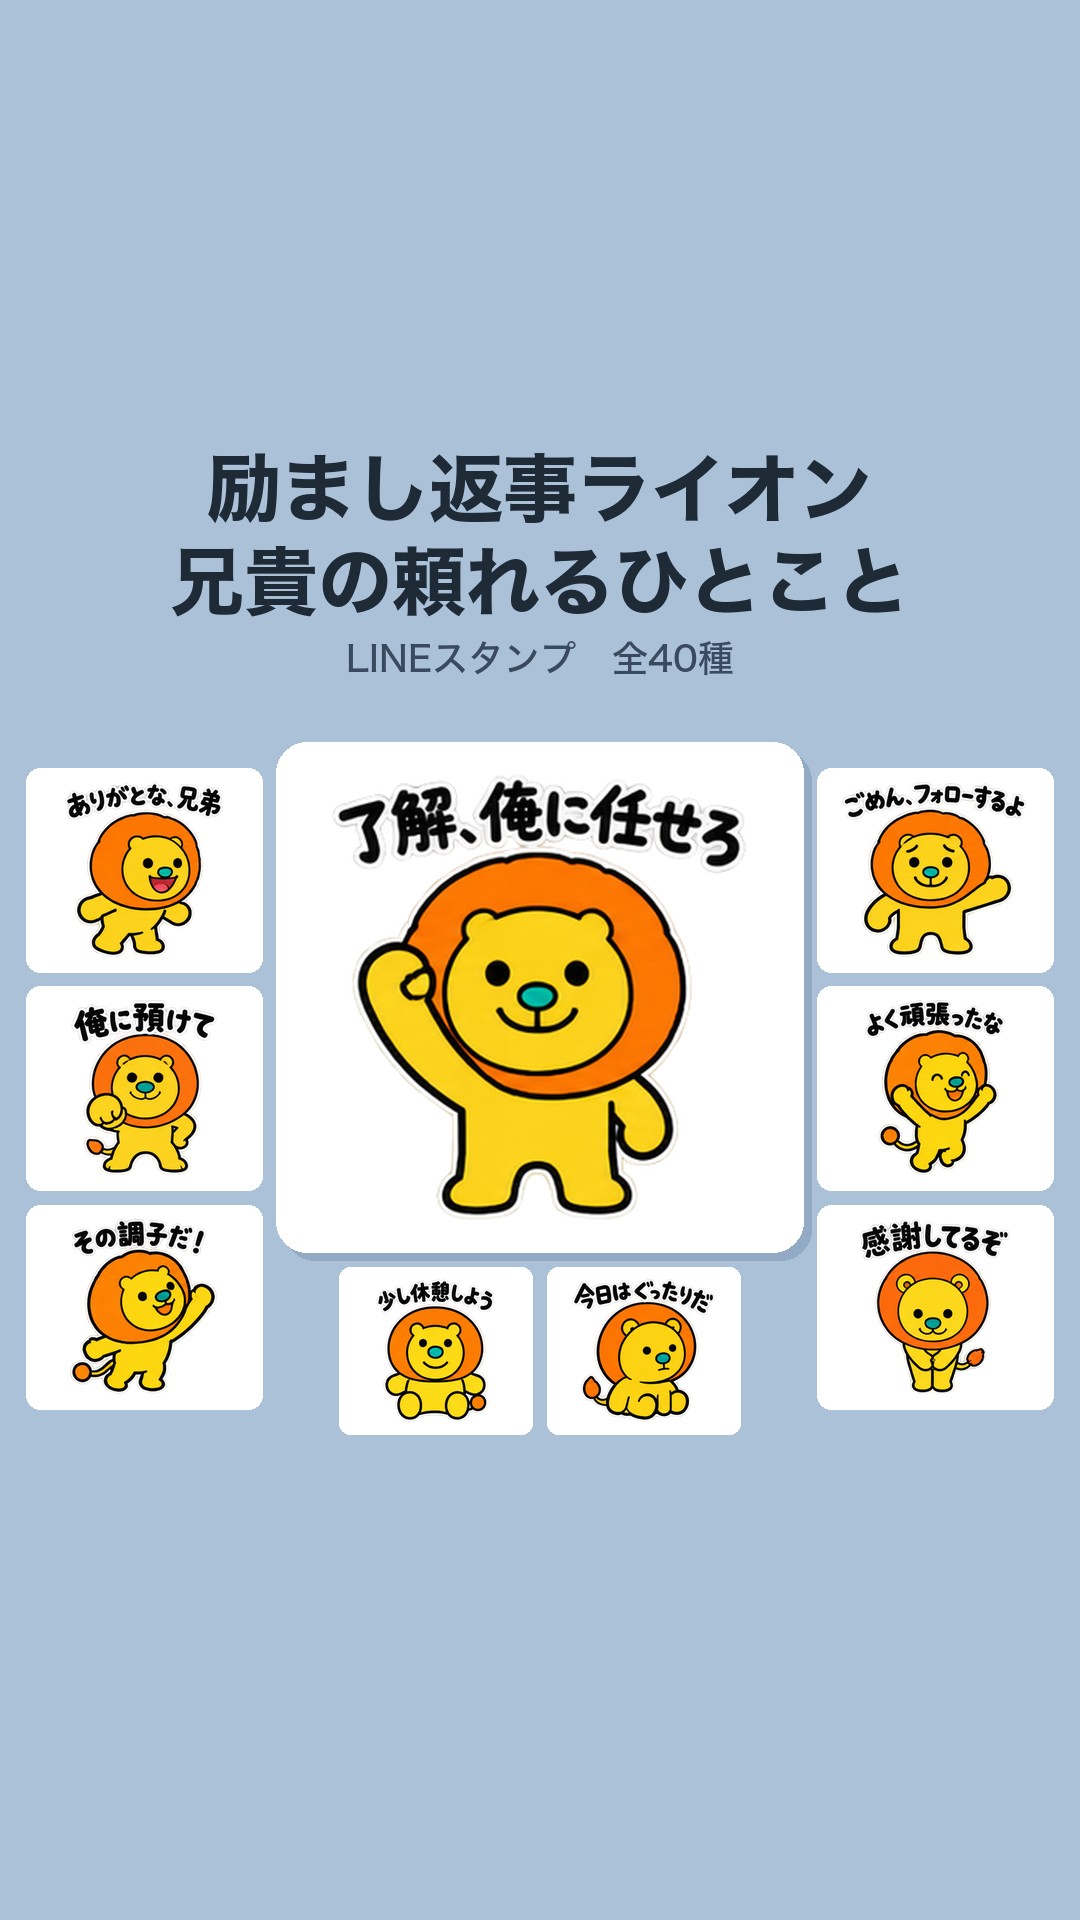 励まし返事ライオン
兄貴の頼れるひとこと
LINEスタンプ　全40種
ありがとな、兄弟
了解、俺に任せろ
ごめん、フォローするよ
俺に預けて
よく頑張ったな
その調子だ！
感謝してるぞ
少し休憩しよう
今日はぐったりだ